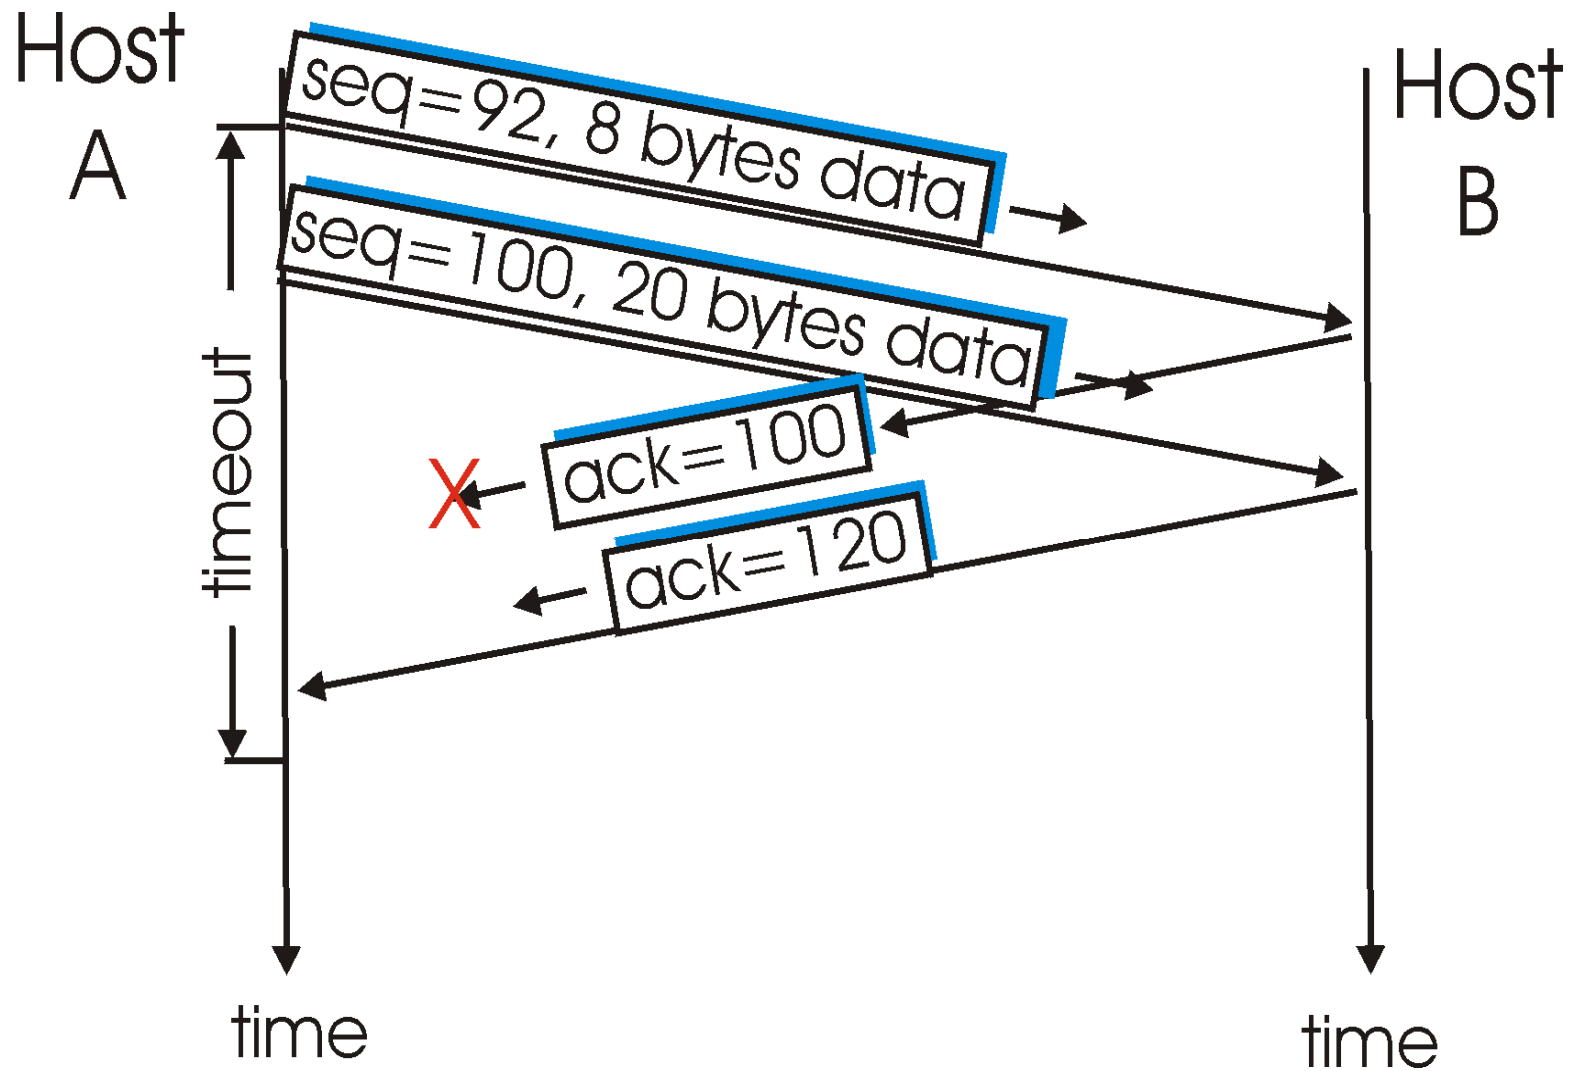 Host
A
Host
B
seq=92, 8 bytes data
seq=100, 20 bytes data
ack=100
X
ack=120
timeout
time
time